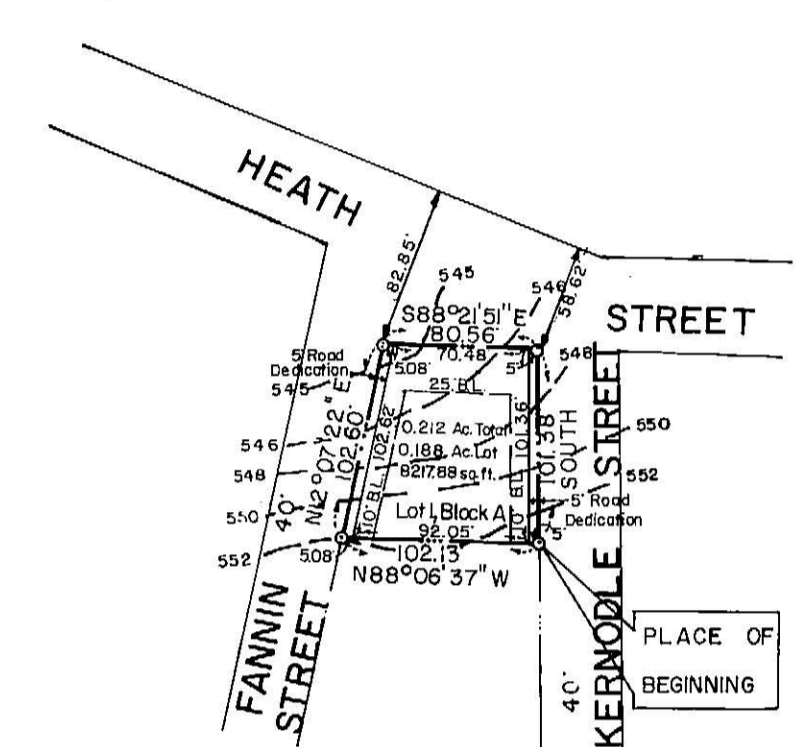 HEATH
STREET
82.85'
545
546
58.62'
S88°21'51"E
80.56'
70.48'
5' Road
Dedication
5.08'
5'
548
545
25' B.L.
546
548
550
552
N12°07'22"E
102.60'
102.62'
10' B.L.
0.212 Ac. Total
0.188 Ac. Lot
8217.88 sq. ft.
Lot 1, Block A
101.36'
10' B.L.
101.38'
SOUTH
550
552
5' Road
Dedication
40'
92.05'
5.08'
5'
102.13'
N88°06'37"W
FANNIN
STREET
KERNODLE STREET
40'
PLACE OF
BEGINNING